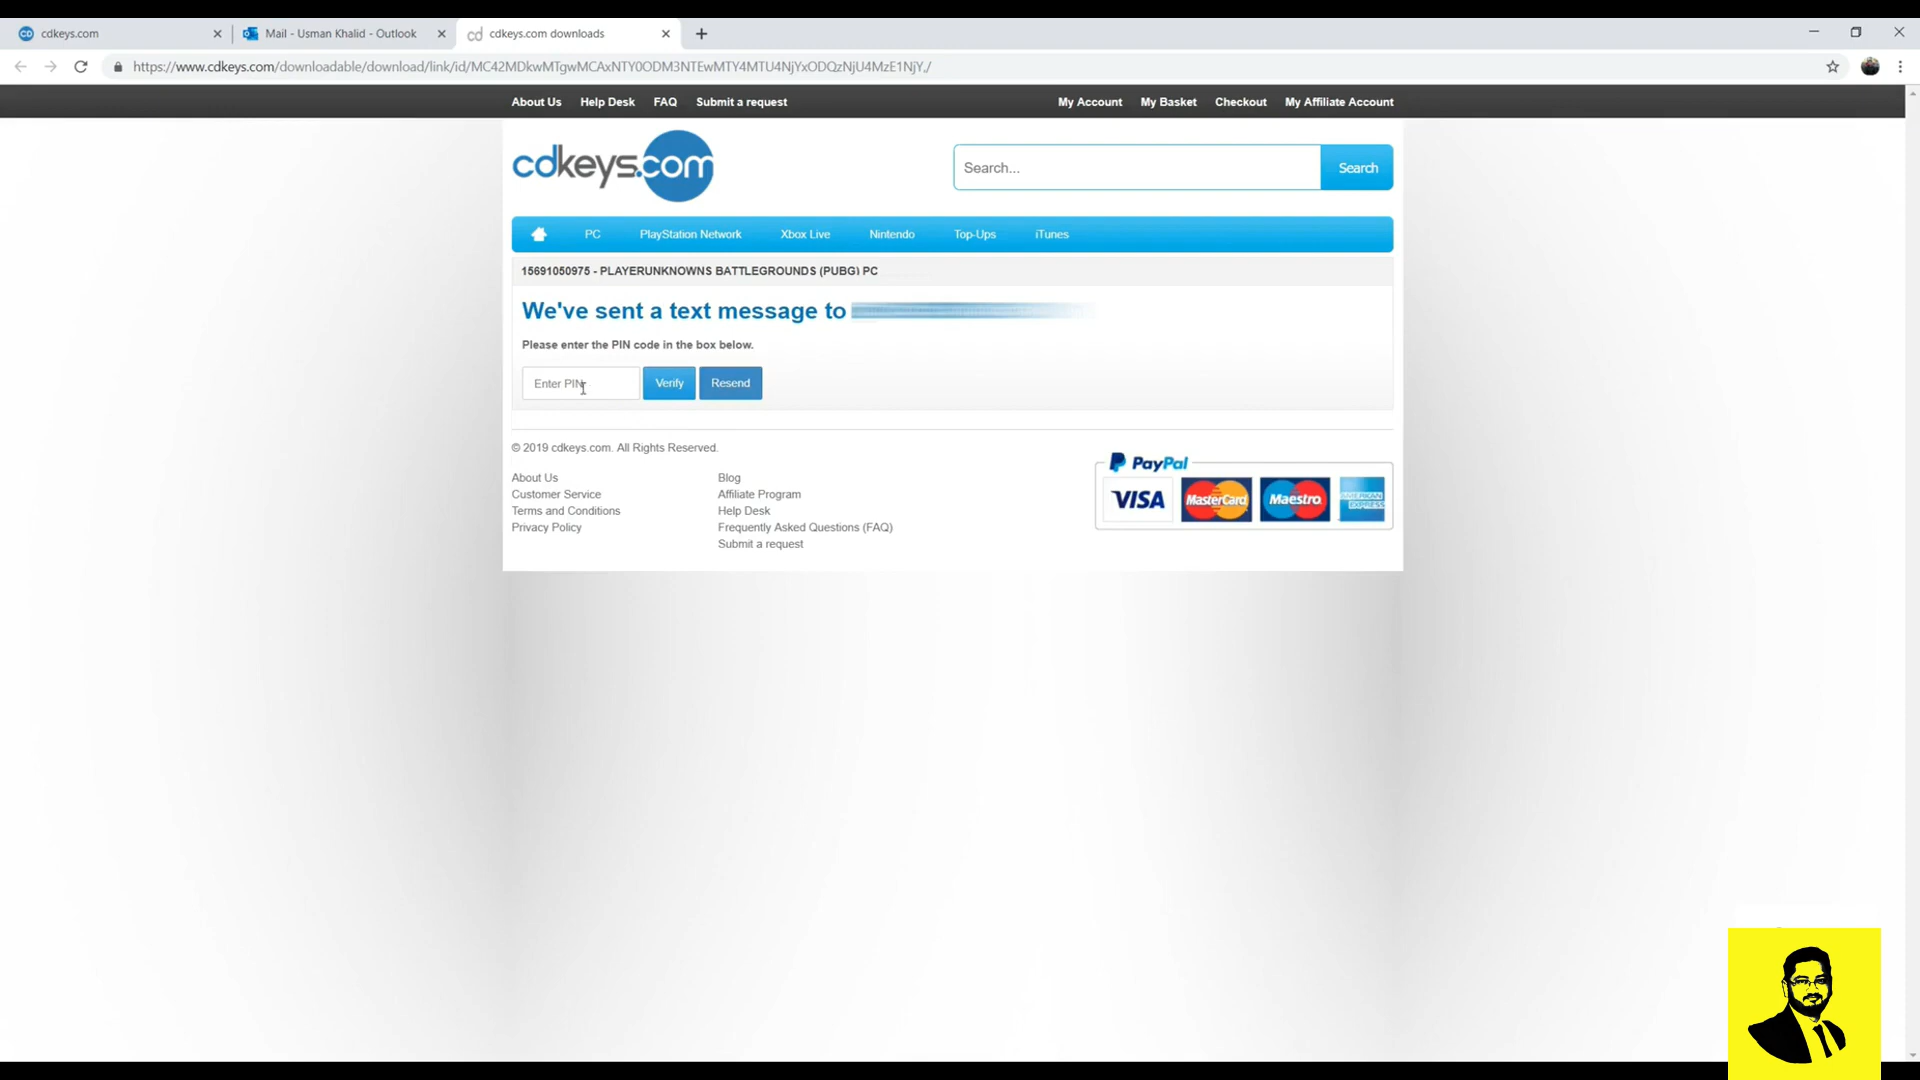 cdkeys.com
Mail - Usman Khalid - Outlook
cdkeys.com downloads
https://www.cdkeys.com/downloadable/download/link/id/MC42MDkwMTgwMCAxNTY0ODM3NTEwMTY4MTU4NjYxODQzNjU4MzE1NjY,/
About Us Help Desk FAQ Submit a request My Account My Basket Checkout My Affiliate Account
cdkeys.com
Search... Search
PC PlayStation Network Xbox Live Nintendo Top-Ups iTunes
15691050975 - PLAYERUNKNOWNS BATTLEGROUNDS (PUBG) PC
We've sent a text message to
Please enter the PIN code in the box below.
Enter PIN Verify Resend
© 2019 cdkeys.com. All Rights Reserved.
About Us
Customer Service
Terms and Conditions
Privacy Policy
Blog
Affiliate Program
Help Desk
Frequently Asked Questions (FAQ)
Submit a request
PayPal
VISA MasterCard Maestro AMERICAN EXPRESS